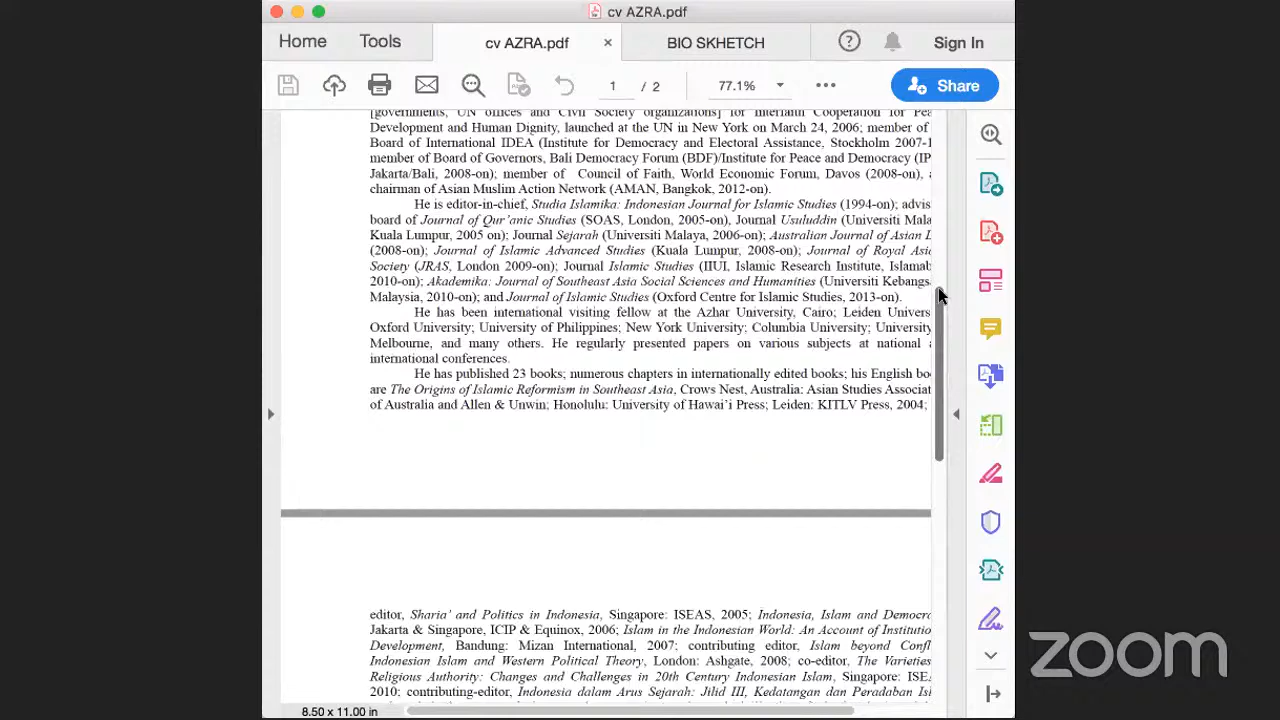 cv AZRA.pdf
Home Tools cv AZRA.pdf × BIO SKHETCH Sign In
1 / 2 77.1% Share
[governments, UN offices and Civil Society organizations] for Interfaith Cooperation for Pea
Development and Human Dignity, launched at the UN in New York on March 24, 2006; member of
Board of International IDEA (Institute for Democracy and Electoral Assistance, Stockholm 2007-1
member of Board of Governors, Bali Democracy Forum (BDF)/Institute for Peace and Democracy (IP
Jakarta/Bali, 2008-on); member of Council of Faith, World Economic Forum, Davos (2008-on), a
chairman of Asian Muslim Action Network (AMAN, Bangkok, 2012-on).
He is editor-in-chief, Studia Islamika: Indonesian Journal for Islamic Studies (1994-on); advis
board of Journal of Qur'anic Studies (SOAS, London, 2005-on), Journal Usuluddin (Universiti Mala
Kuala Lumpur, 2005 on); Journal Sejarah (Universiti Malaya, 2006-on); Australian Journal of Asian L
(2008-on); Journal of Islamic Advanced Studies (Kuala Lumpur, 2008-on); Journal of Royal Asia
Society (JRAS, London 2009-on); Journal Islamic Studies (IIUI, Islamic Research Institute, Islamab
2010-on); Akademika: Journal of Southeast Asia Social Sciences and Humanities (Universiti Kebangsa
Malaysia, 2010-on); and Journal of Islamic Studies (Oxford Centre for Islamic Studies, 2013-on).
He has been international visiting fellow at the Azhar University, Cairo; Leiden Univers
Oxford University; University of Philippines; New York University; Columbia University; University
Melbourne, and many others. He regularly presented papers on various subjects at national a
international conferences.
He has published 23 books; numerous chapters in internationally edited books; his English boo
are The Origins of Islamic Reformism in Southeast Asia, Crows Nest, Australia: Asian Studies Associat
of Australia and Allen & Unwin; Honolulu: University of Hawai'i Press; Leiden: KITLV Press, 2004;
editor, Sharia' and Politics in Indonesia, Singapore: ISEAS, 2005; Indonesia, Islam and Democra
Jakarta & Singapore, ICIP & Equinox, 2006; Islam in the Indonesian World: An Account of Institutio
Development, Bandung: Mizan International, 2007; contributing editor, Islam beyond Confl
Indonesian Islam and Western Political Theory, London: Ashgate, 2008; co-editor, The Varieties
Religious Authority: Changes and Challenges in 20th Century Indonesian Islam, Singapore: ISEA
2010; contributing-editor, Indonesia dalam Arus Sejarah: Jilid III, Kedatangan dan Peradaban Isl
8.50 x 11.00 in
zoom